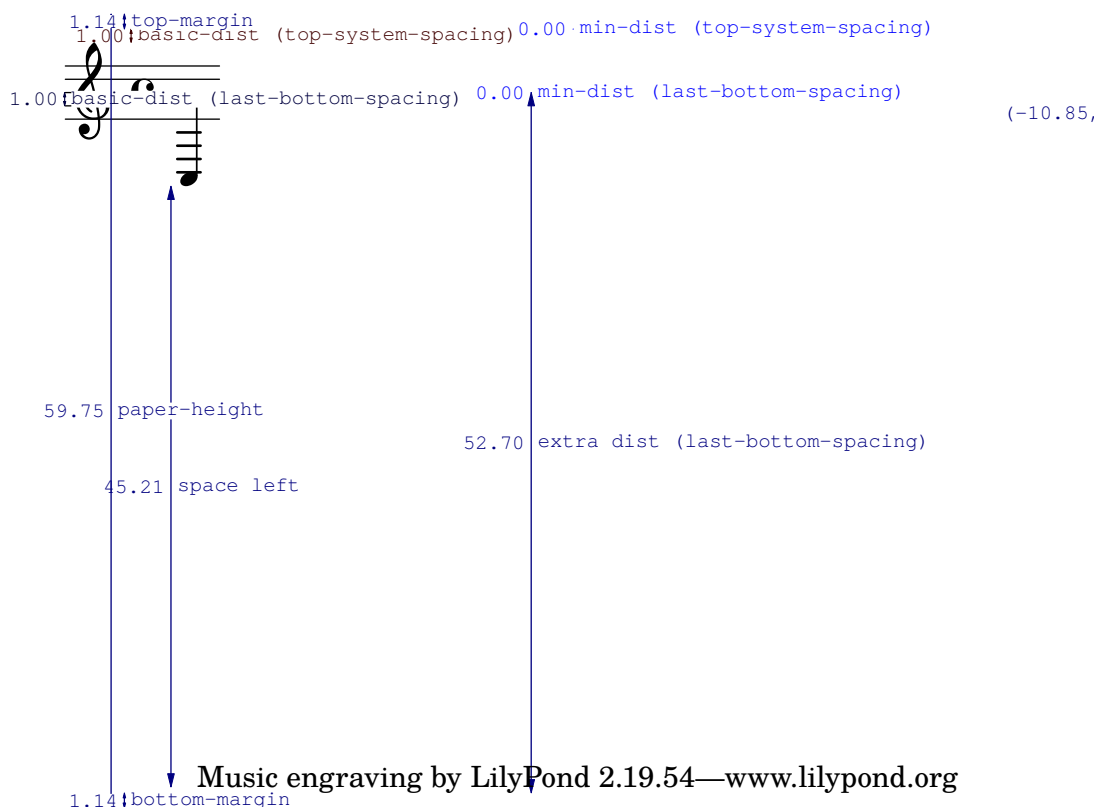 1.14 top-margin
1.00 basic-dist (top-system-spacing) 0.00 min-dist (top-system-spacing)
1.00 basic-dist (last-bottom-spacing) 0.00 min-dist (last-bottom-spacing)
(-10.85,
59.75 paper-height
52.70 extra dist (last-bottom-spacing)
45.21 space left
Music engraving by LilyPond 2.19.54—www.lilypond.org
1.14 bottom-margin